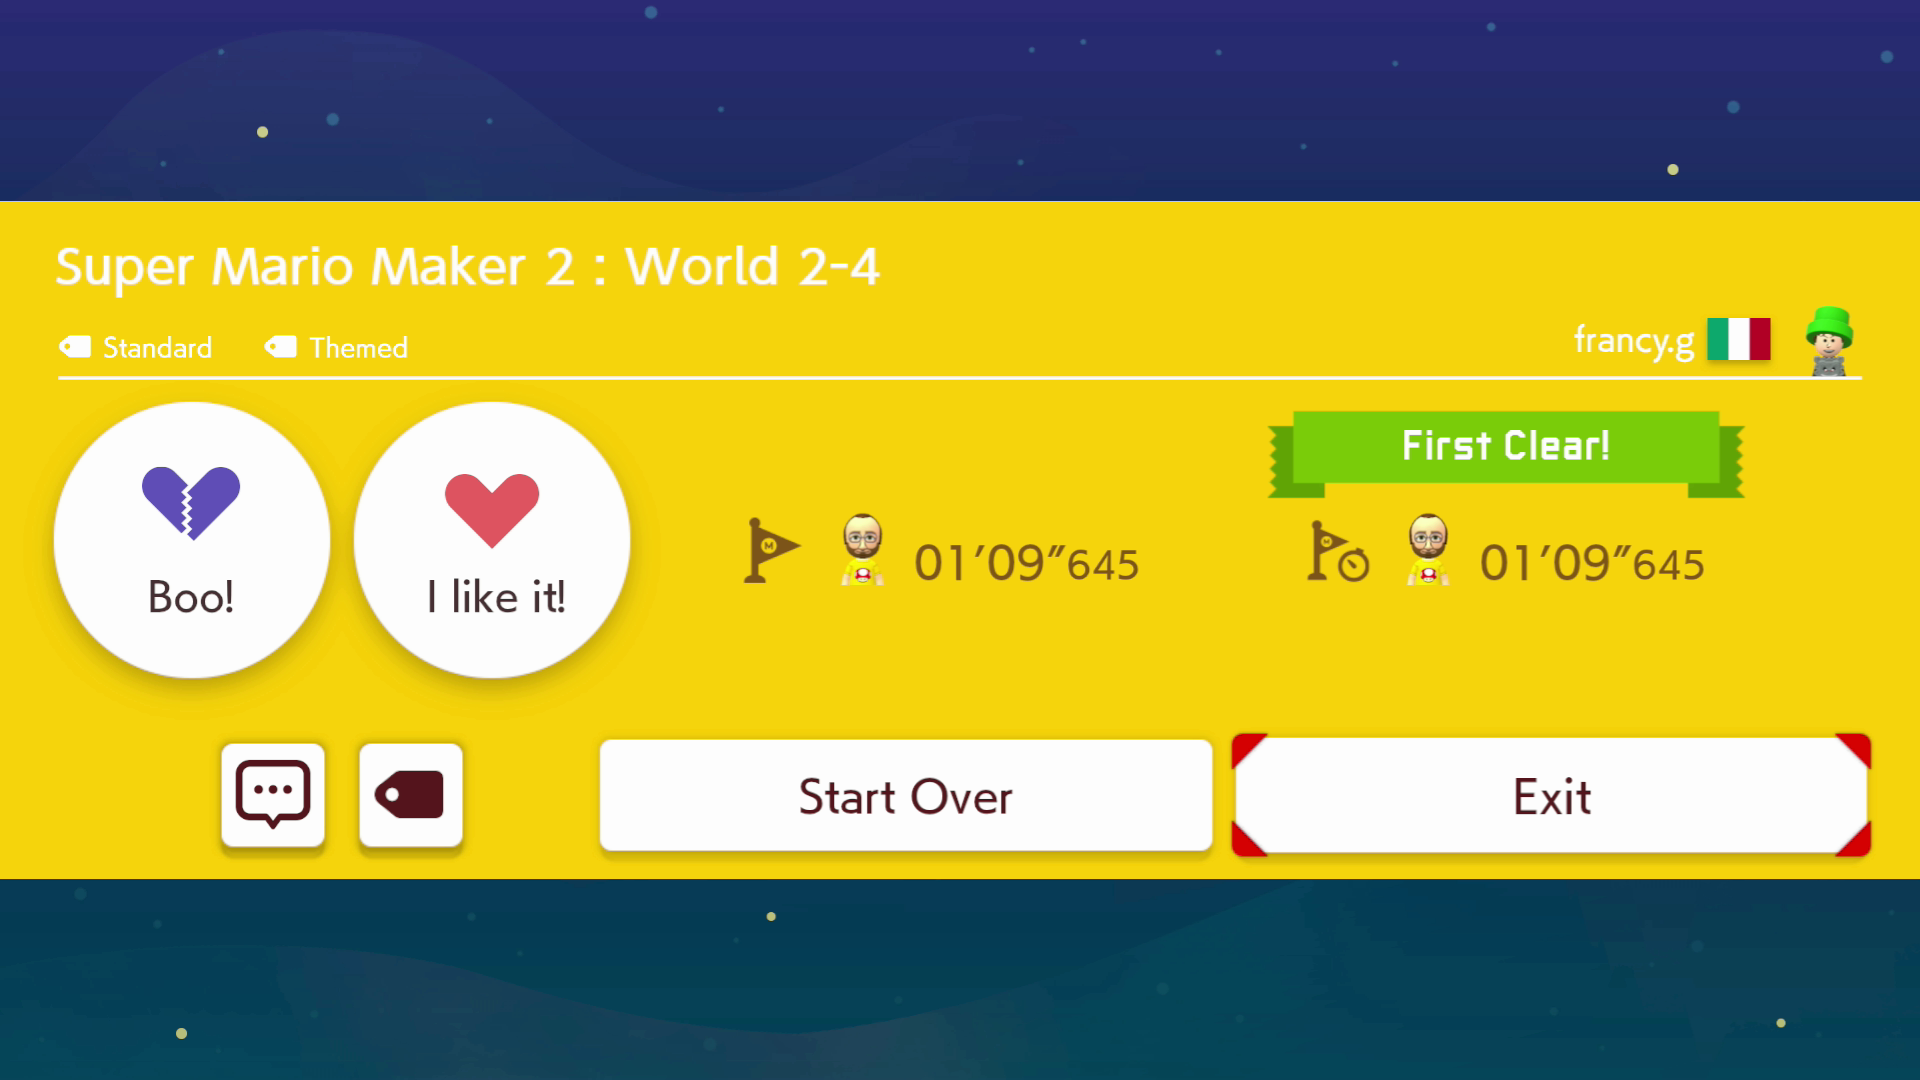 Super Mario Maker 2 : World 2-4
Standard Themed
francy.g
First Clear!
M 01'09"645 M 01'09"645
Boo! I like it!
Start Over Exit